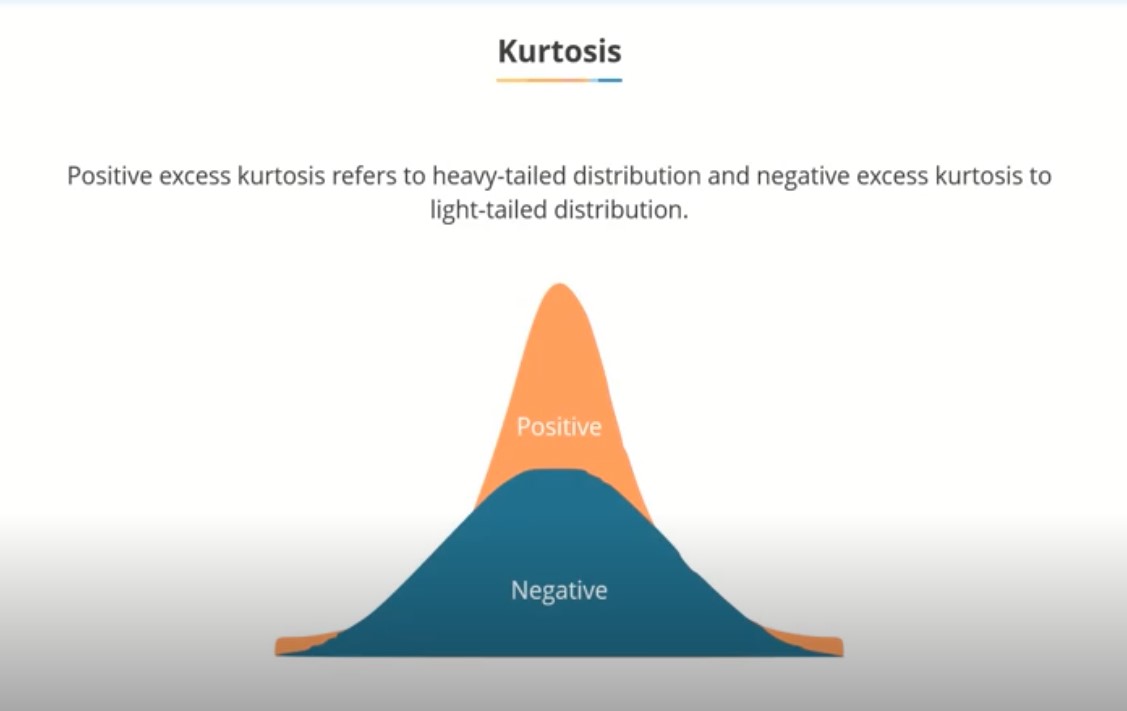 Kurtosis
Positive excess kurtosis refers to heavy-tailed distribution and negative excess kurtosis to
light-tailed distribution.
Positive
Negative